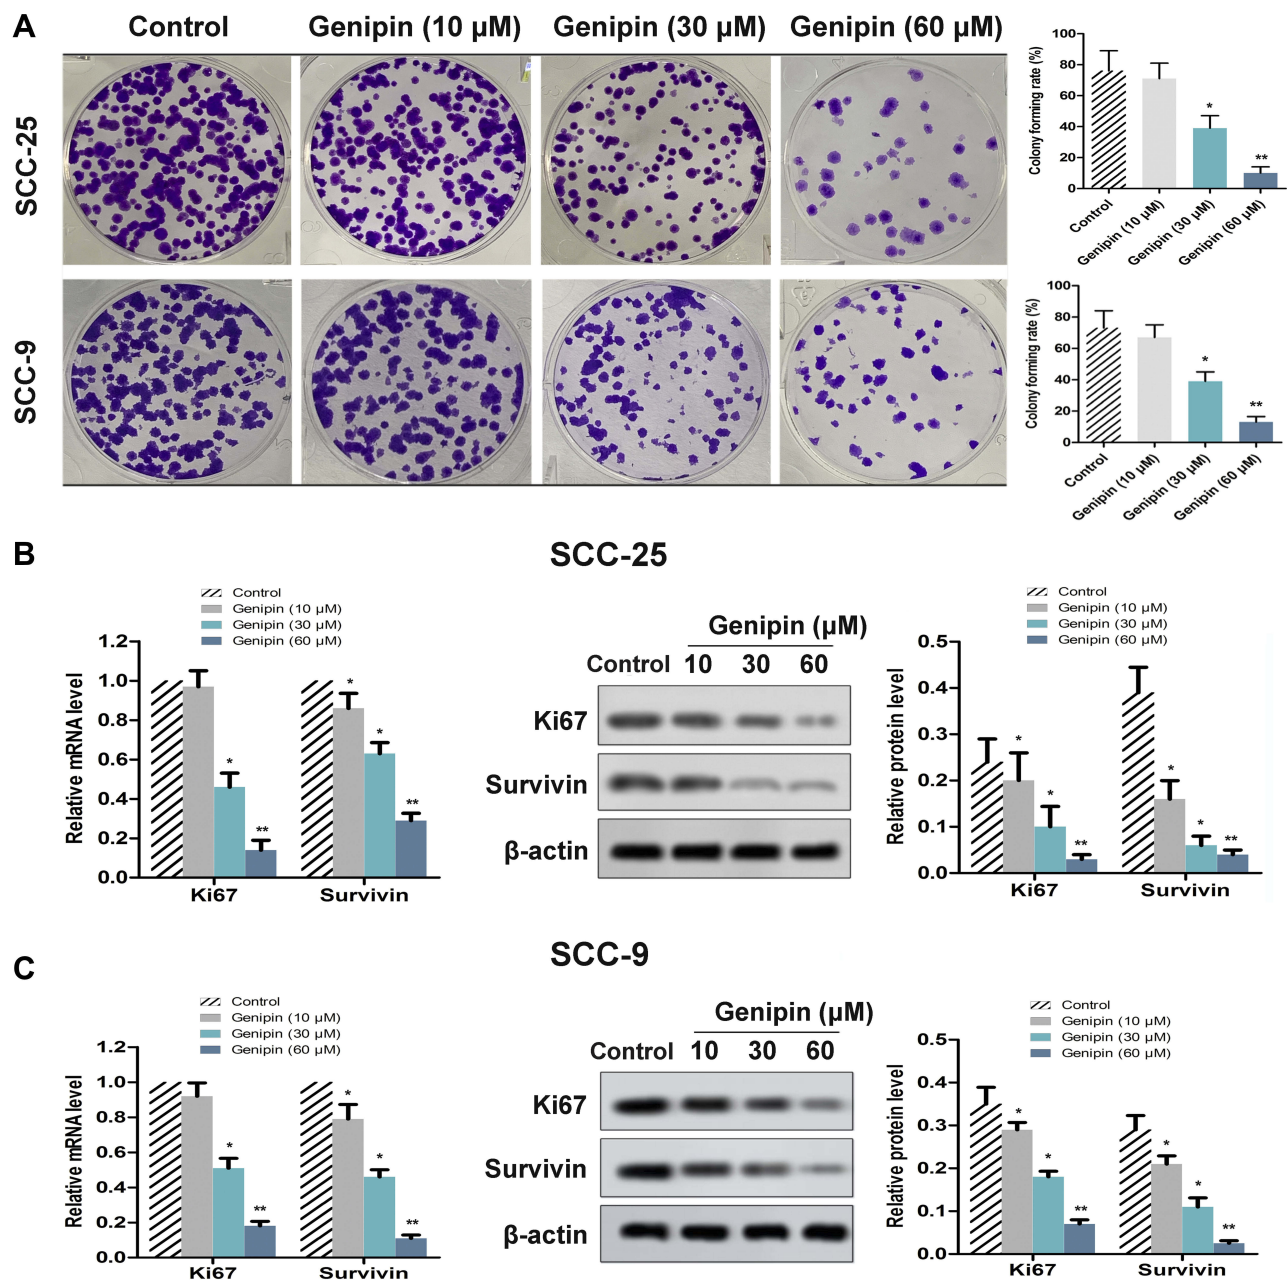 A
Control Genipin (10 μM) Genipin (30 μM) Genipin (60 μM)
SCC-25
SCC-9
Colony forming rate (%)
100
80
60
40
20
0
*
**
Control
Genipin (10 μM)
Genipin (30 μM)
Genipin (60 μM)
Colony forming rate (%)
100
80
60
40
20
0
*
**
Control
Genipin (10 μM)
Genipin (30 μM)
Genipin (60 μM)
B
SCC-25
Control
Genipin (10 μM)
Genipin (30 μM)
Genipin (60 μM)
Relative mRNA level
1.2
1.0
0.8
0.6
0.4
0.2
0.0
*
**
*
*
**
Ki67 Survivin
Genipin (μM)
Control 10 30 60
Ki67
Survivin
β-actin
Control
Genipin (10 μM)
Genipin (30 μM)
Genipin (60 μM)
Relative protein level
0.5
0.4
0.3
0.2
0.1
0.0
*
*
**
*
*
**
Ki67 Survivin
C
SCC-9
Control
Genipin (10 μM)
Genipin (30 μM)
Genipin (60 μM)
Relative mRNA level
1.2
1.0
0.8
0.6
0.4
0.2
0.0
*
**
*
*
**
Ki67 Survivin
Genipin (μM)
Control 10 30 60
Ki67
Survivin
β-actin
Control
Genipin (10 μM)
Genipin (30 μM)
Genipin (60 μM)
Relative protein level
0.5
0.4
0.3
0.2
0.1
0.0
*
*
**
*
*
**
Ki67 Survivin